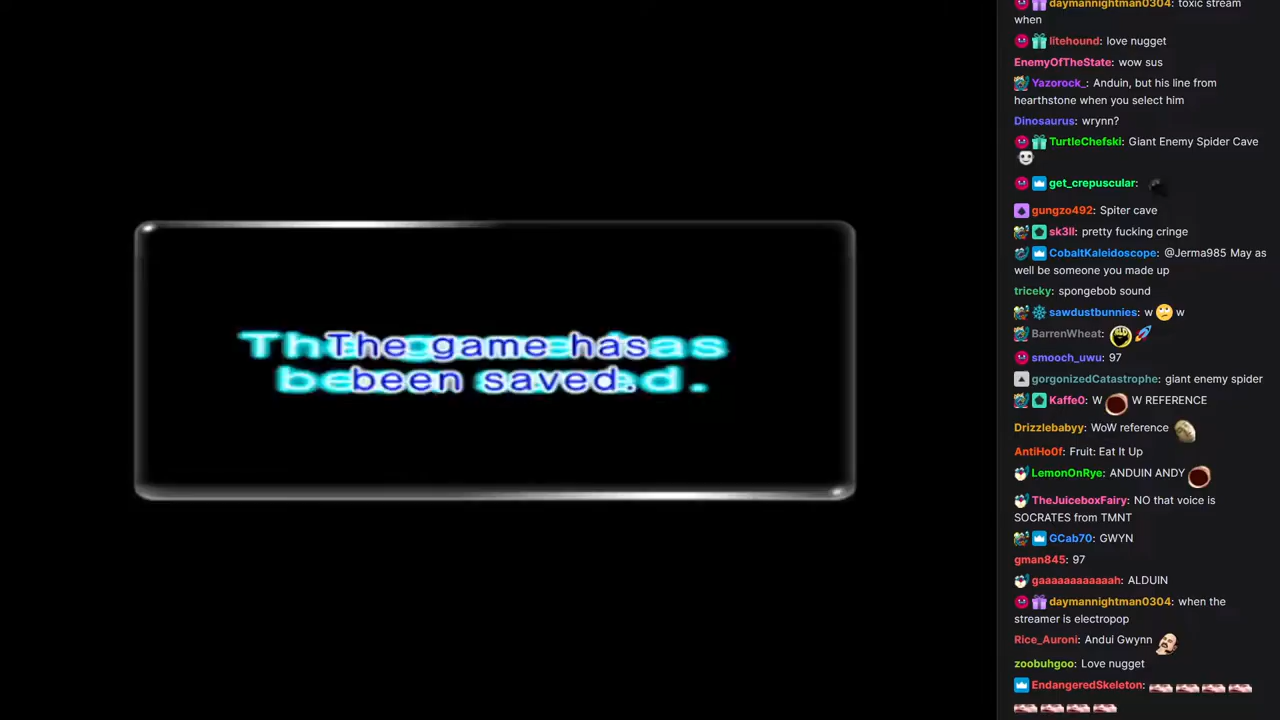 The game has
been saved.
daymannightman0304: toxic stream
when
litehound: love nugget
EnemyOfTheState: wow sus
Yazorock_: Anduin, but his line from
hearthstone when you select him
Dinosaurus: wrynn?
TurtleChefski: Giant Enemy Spider Cave
get_crepuscular:
gungzo492: Spiter cave
sk3ll: pretty fucking cringe
CobaltKaleidoscope: @Jerma985 May as
well be someone you made up
triceky: spongebob sound
sawdustbunnies: w w
BarrenWheat:
smooch_uwu: 97
gorgonizedCatastrophe: giant enemy spider
Kaffe0: W W REFERENCE
Drizzlebabyy: WoW reference
AntiHo0f: Fruit: Eat It Up
LemonOnRye: ANDUIN ANDY
TheJuiceboxFairy: NO that voice is
SOCRATES from TMNT
GCab70: GWYN
gman845: 97
gaaaaaaaaaaah: ALDUIN
daymannightman0304: when the
streamer is electropop
Rice_Auroni: Andui Gwynn
zoobuhgoo: Love nugget
EndangeredSkeleton: